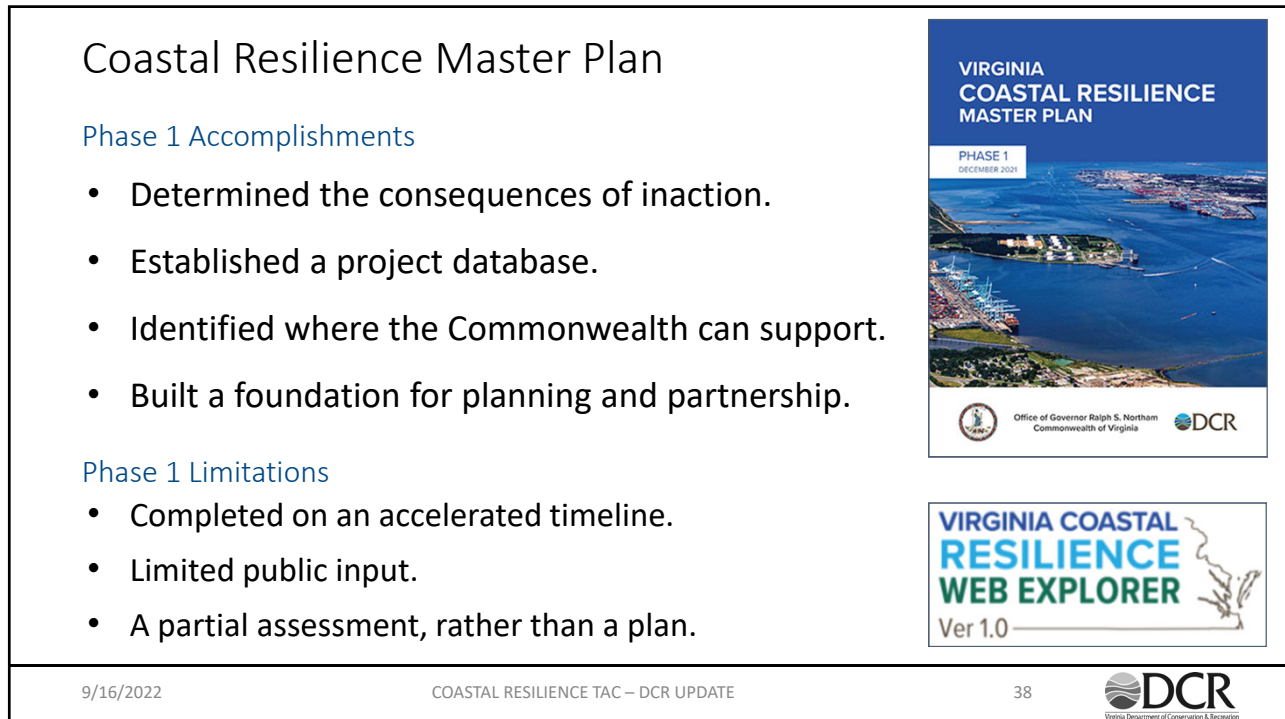 Coastal Resilience Master Plan
Phase 1 Accomplishments
• Determined the consequences of inaction.
• Established a project database.
• Identified where the Commonwealth can support.
• Built a foundation for planning and partnership.
Phase 1 Limitations
• Completed on an accelerated timeline.
• Limited public input.
• A partial assessment, rather than a plan.
VIRGINIA
COASTAL RESILIENCE
MASTER PLAN
PHASE 1
DECEMBER 2021
Office of Governor Ralph S. Northam
Commonwealth of Virginia
DCR
VIRGINIA COASTAL
RESILIENCE
WEB EXPLORER
Ver 1.0
9/16/2022
COASTAL RESILIENCE TAC – DCR UPDATE
38
DCR
Virginia Department of Conservation & Recreation